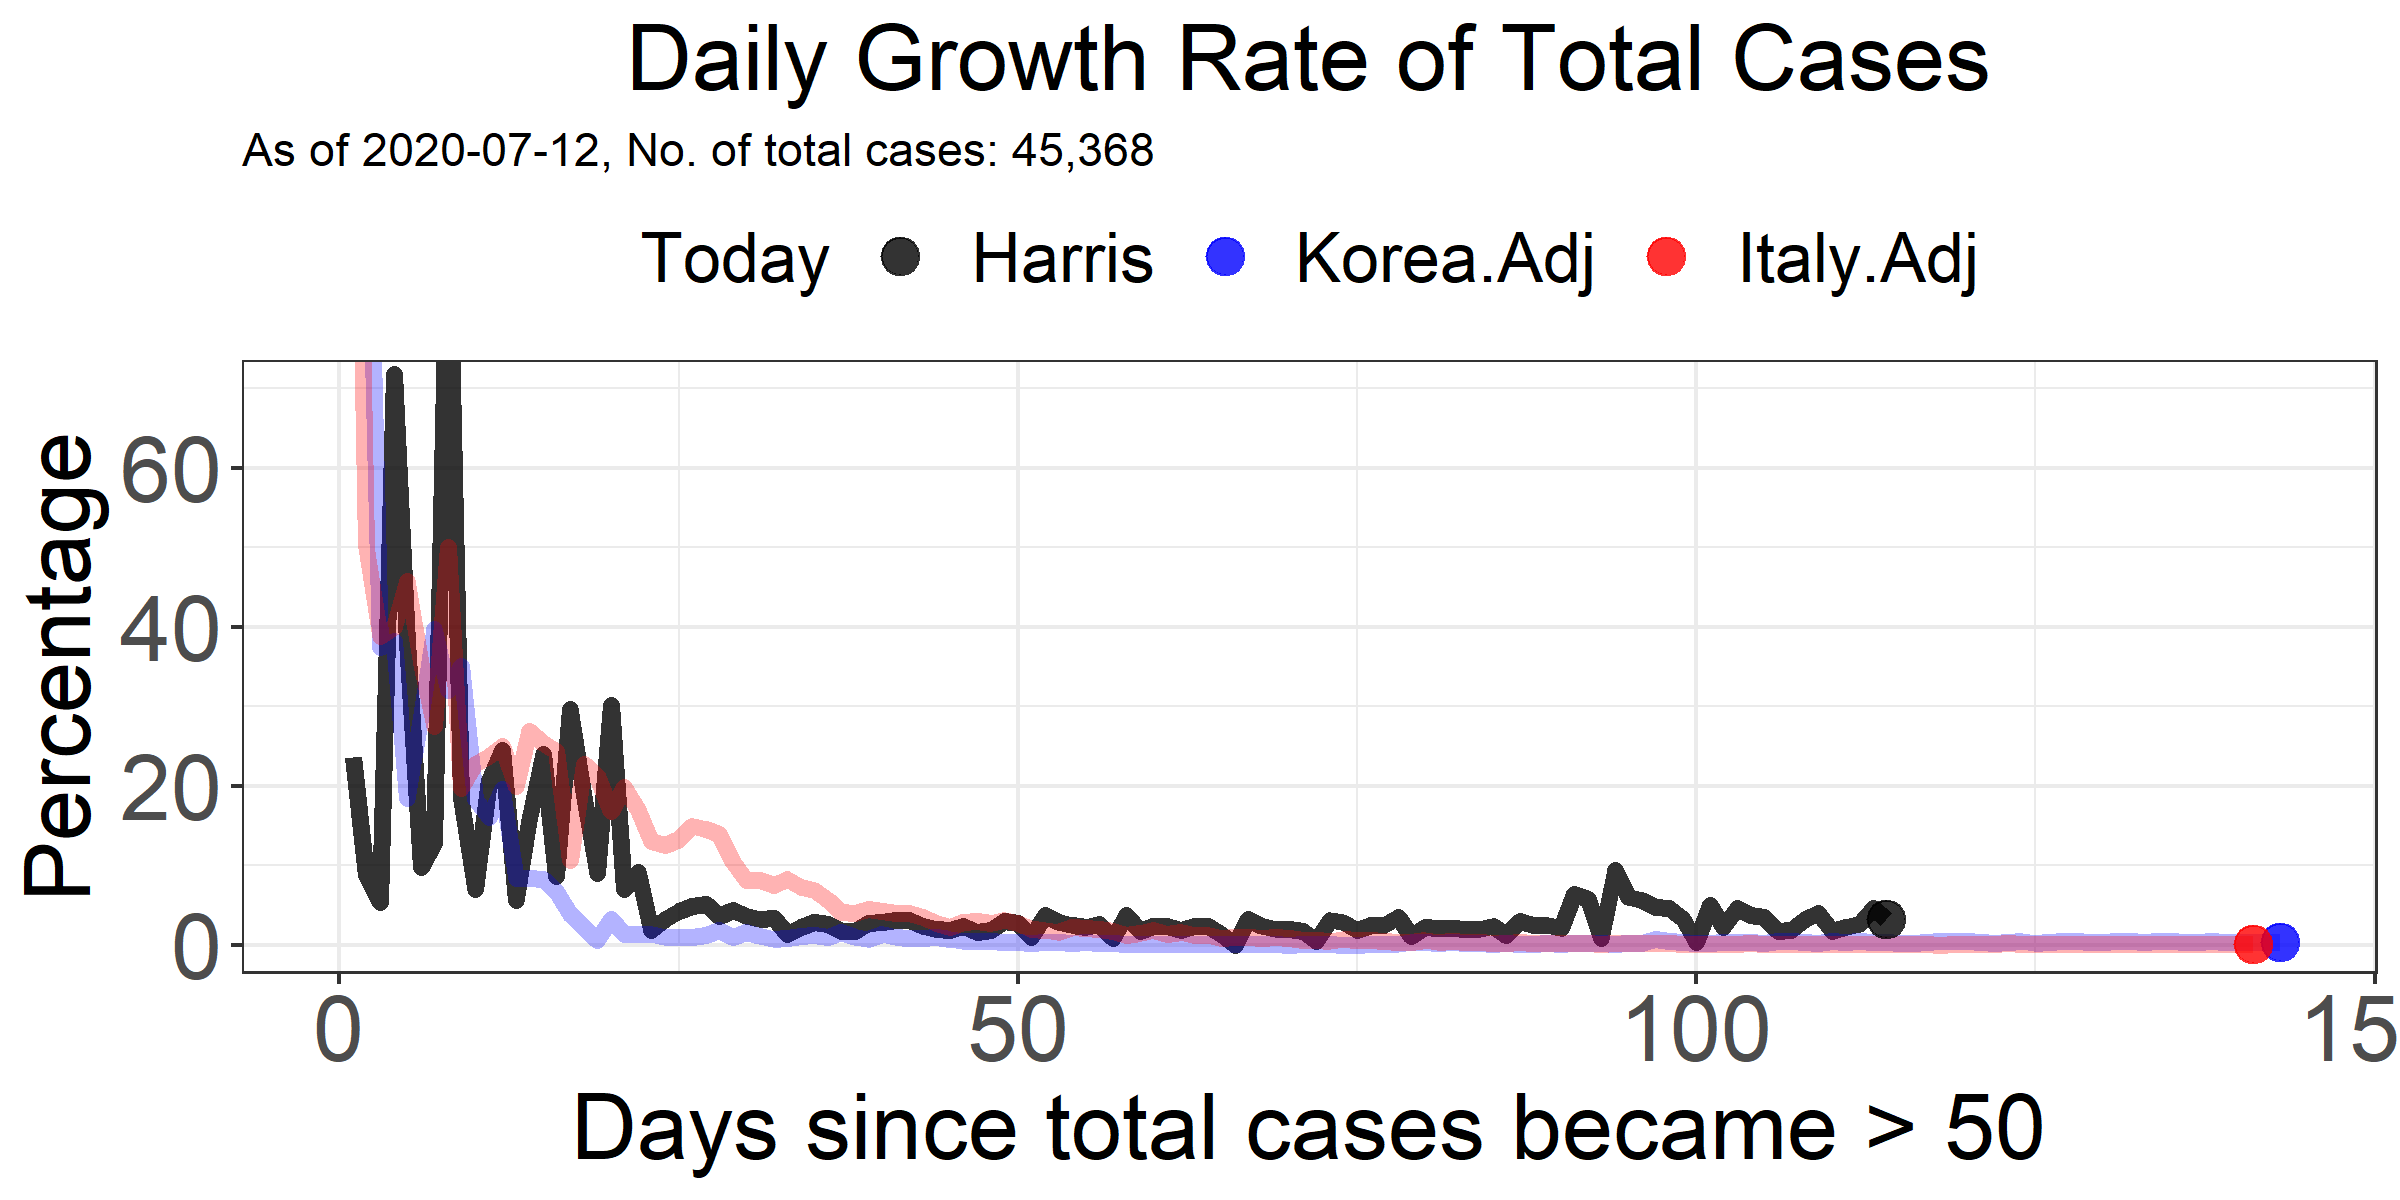 Daily Growth Rate of Total Cases
As of 2020-07-12, No. of total cases: 45,368
Today Harris Korea.Adj Italy.Adj
Percentage
60
40
20
0
0 50 100 15
Days since total cases became > 50